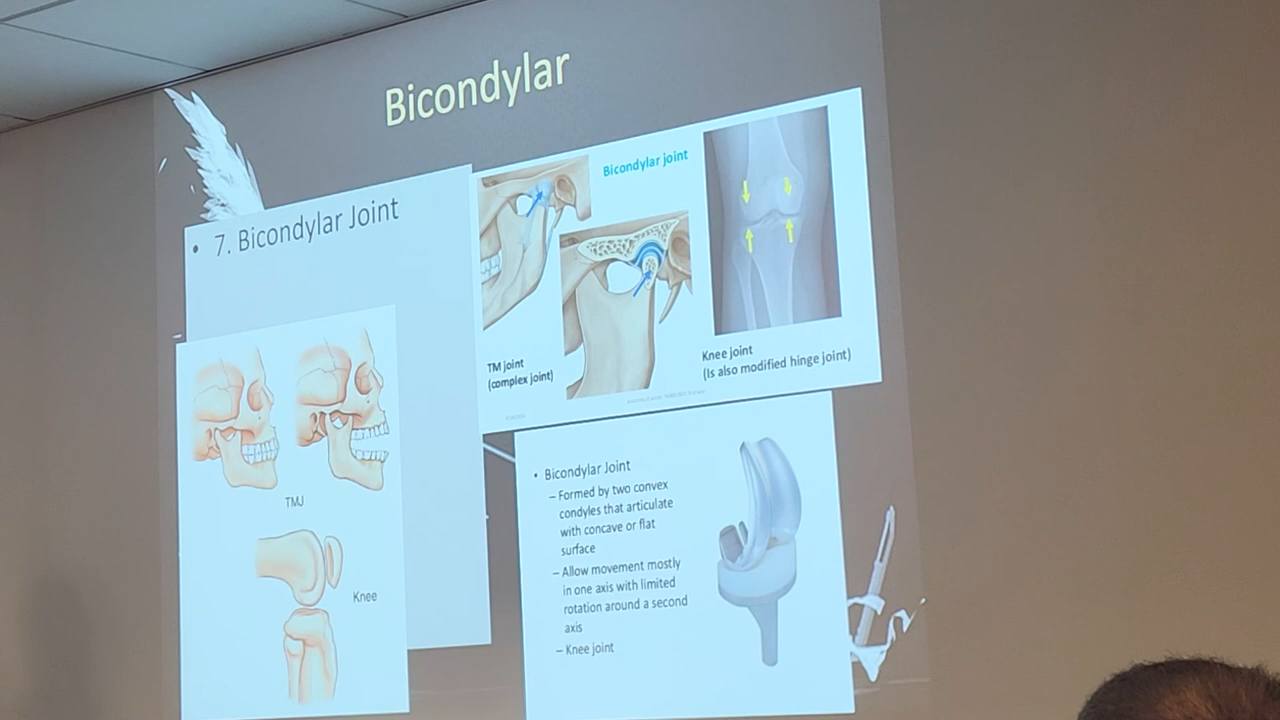 Bicondylar
• 7. Bicondylar Joint
TMJ
Knee
Bicondylar joint
TM joint
(complex joint)
Knee joint
(Is also modified hinge joint)
• Bicondylar Joint
– Formed by two convex
condyles that articulate
with concave or flat
surface
– Allow movement mostly
in one axis with limited
rotation around a second
axis
– Knee joint